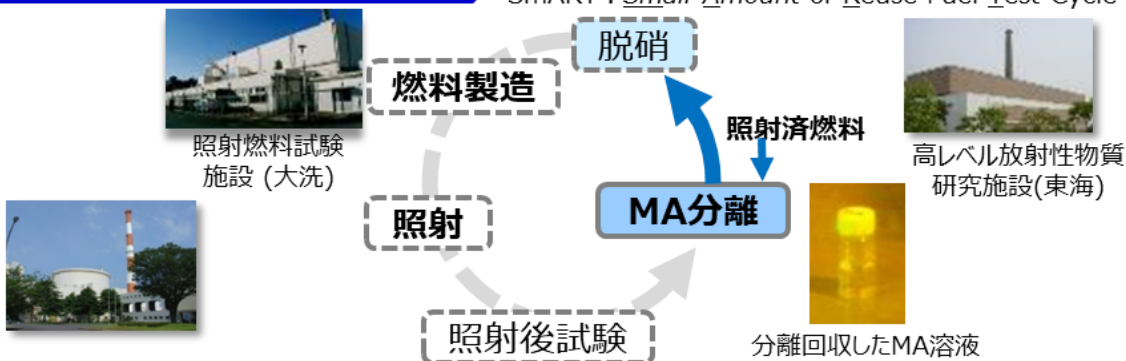 SmART : Small Amount of Reuse Fuel Test Cycle
脱硝
燃料製造
照射済燃料
照射燃料試験
施設 (大洗)
高レベル放射性物質
研究施設(東海)
MA分離
照射
照射後試験
分離回収したMA溶液